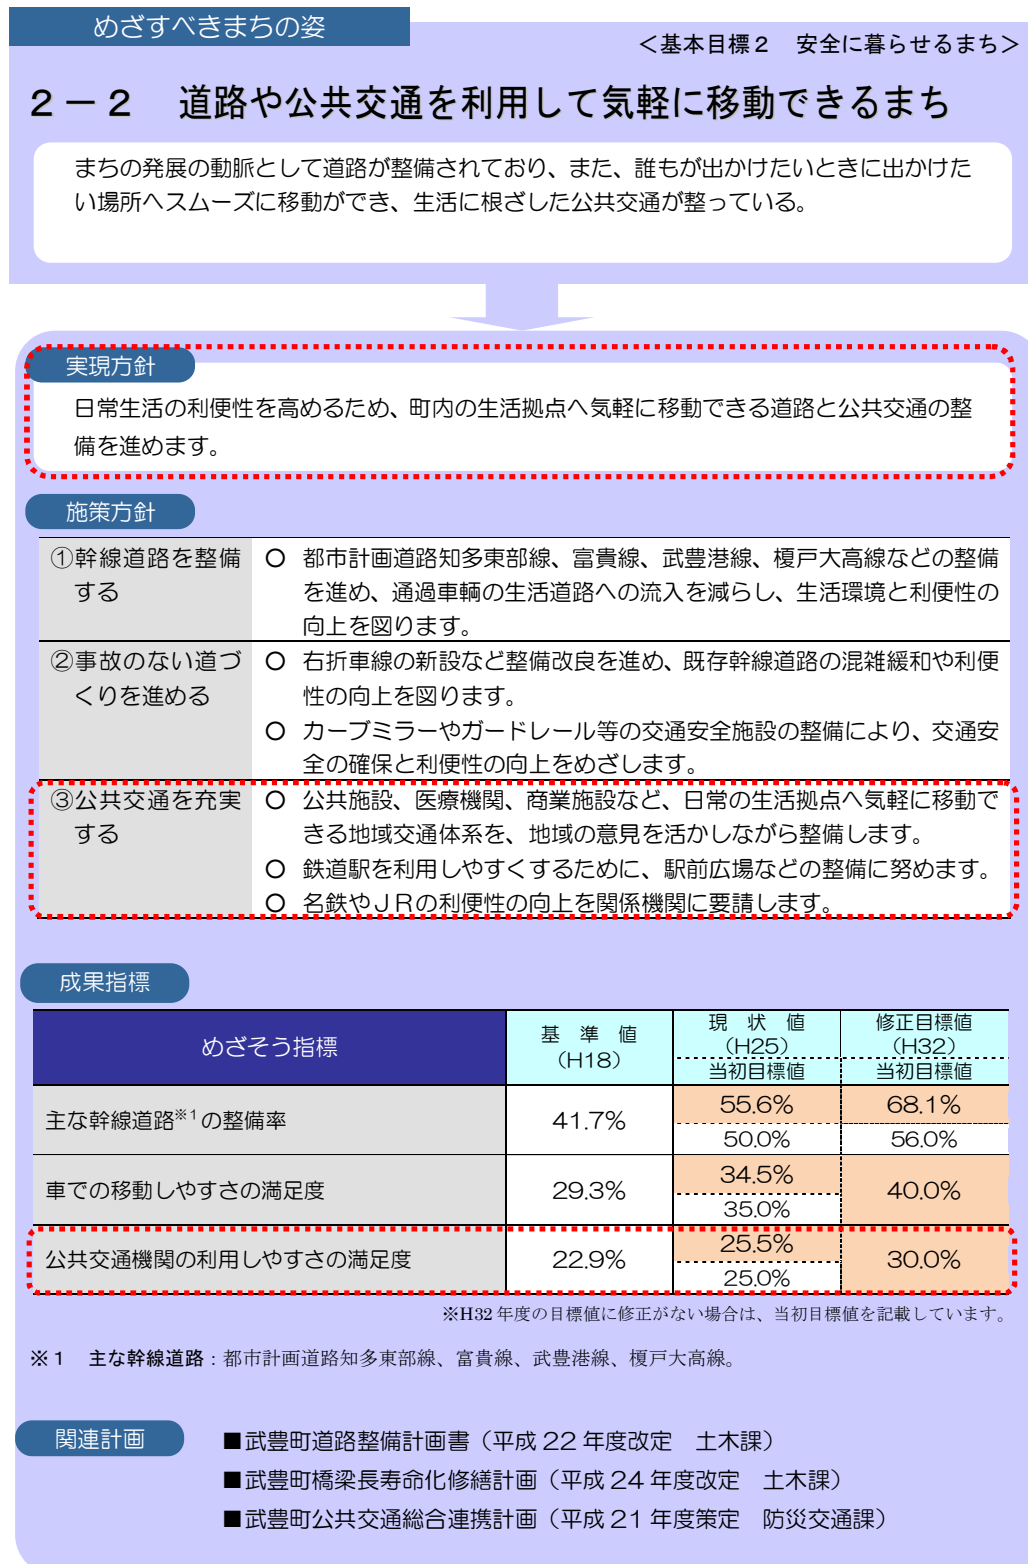 めざすべきまちの姿
＜基本目標２　安全に暮らせるまち＞
２－２　道路や公共交通を利用して気軽に移動できるまち
まちの発展の動脈として道路が整備されており、また、誰もが出かけたいときに出かけた
い場所へスムーズに移動ができ、生活に根ざした公共交通が整っている。
実現方針
日常生活の利便性を高めるため、町内の生活拠点へ気軽に移動できる道路と公共交通の整
備を進めます。
施策方針
①幹線道路を整備
する
○ 都市計画道路知多東部線、富貴線、武豊港線、榎戸大高線などの整備
を進め、通過車輌の生活道路への流入を減らし、生活環境と利便性の
向上を図ります。
②事故のない道づ
くりを進める
○ 右折車線の新設など整備改良を進め、既存幹線道路の混雑緩和や利便
性の向上を図ります。
○ カーブミラーやガードレール等の交通安全施設の整備により、交通安
全の確保と利便性の向上をめざします。
③公共交通を充実
する
○ 公共施設、医療機関、商業施設など、日常の生活拠点へ気軽に移動で
きる地域交通体系を、地域の意見を活かしながら整備します。
○ 鉄道駅を利用しやすくするために、駅前広場などの整備に努めます。
○ 名鉄やＪＲの利便性の向上を関係機関に要請します。
成果指標
めざそう指標
基　準　値
（H18）
現　状　値
（H25）
当初目標値
修正目標値
（H32）
当初目標値
主な幹線道路※1の整備率
41.7%
55.6%
68.1%
50.0%
56.0%
車での移動しやすさの満足度
29.3%
34.5%
35.0%
40.0%
公共交通機関の利用しやすさの満足度
22.9%
25.5%
25.0%
30.0%
※H32 年度の目標値に修正がない場合は、当初目標値を記載しています。
※１　主な幹線道路：都市計画道路知多東部線、富貴線、武豊港線、榎戸大高線。
関連計画
■武豊町道路整備計画書（平成 22 年度改定　土木課）
■武豊町橋梁長寿命化修繕計画（平成 24 年度改定　土木課）
■武豊町公共交通総合連携計画（平成 21 年度策定　防災交通課）